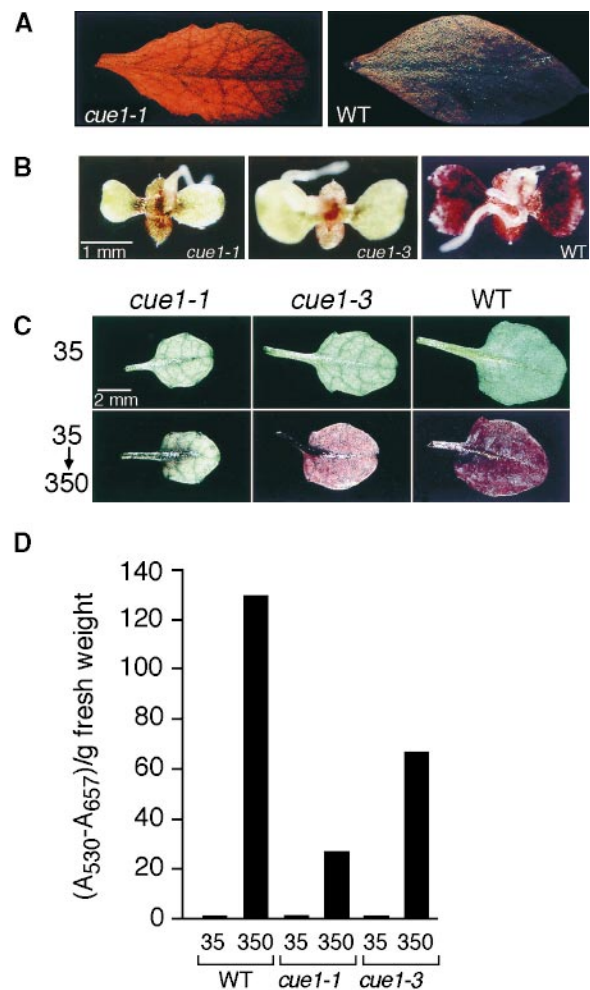 A
cue1-1
WT
B
1 mm
cue1-1
cue1-3
WT
C
cue1-1 cue1-3 WT
35
2 mm
35
350
D
(A530-A657)/g fresh weight
140
120
100
80
60
40
20
0
35 350 35 350 35 350
WT cue1-1 cue1-3